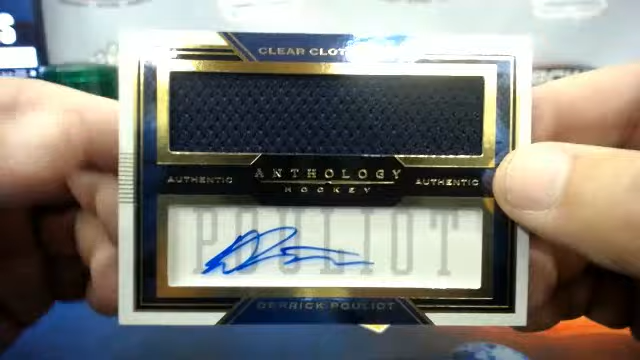 CLEAR CLOT
ANTHOLOGY
HOCKEY
AUTHENTIC
AUTHENTIC
POULIOT
DERRICK POULIOT